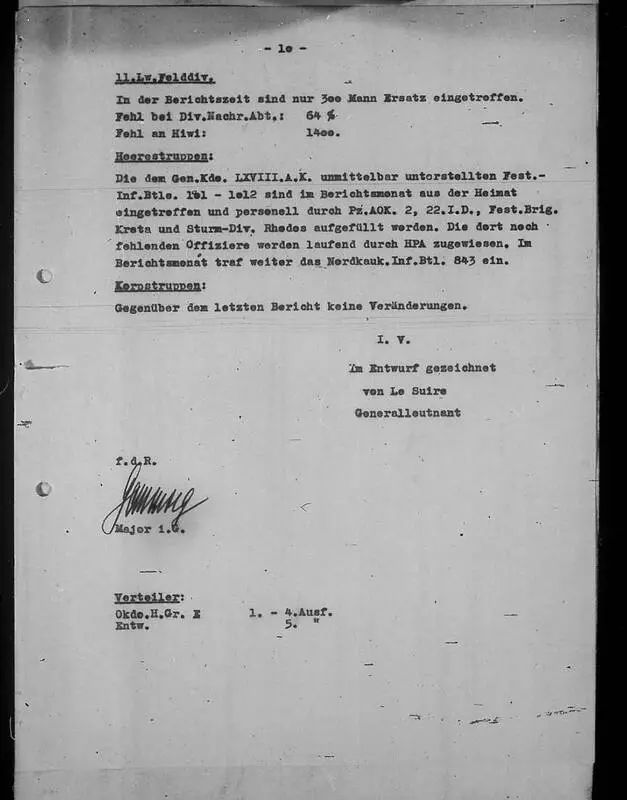 - 1o -
11.Lw.Felddiv.
In der Berichtszeit sind nur 3oo Mann Ersatz eingetroffen.
Fehl bei Div.Nachr.Abt.: 64 %
Fehl an Hiwi: 14oo.
Heerestruppen:
Die dem Gen.Kdo. LXVIII.A.K. unmittelbar unterstellten Fest.-
Inf.Btle. - 1o12 sind im Berichtsmonat aus der Heimat
eingetroffen und personell durch Pz.AOK. 2, 22.I.D., Fest.Brig.
Kreta und Sturm-Div. Rhodos aufgefüllt worden. Die dort noch
fehlenden Offiziere werden laufend durch HPA zugewiesen. Im
Berichtsmonat traf weiter das Nordkauk.Inf.Btl. 843 ein.
Korpstruppen:
Gegenüber dem letzten Bericht keine Veränderungen.
I. V.
Im Entwurf gezeichnet
von Le Suire
Generalleutnant
f.d.R.
Major i.G.
Verteiler:
Okdo.H.Gr. E 1. - 4.Ausf.
Entw. 5. "